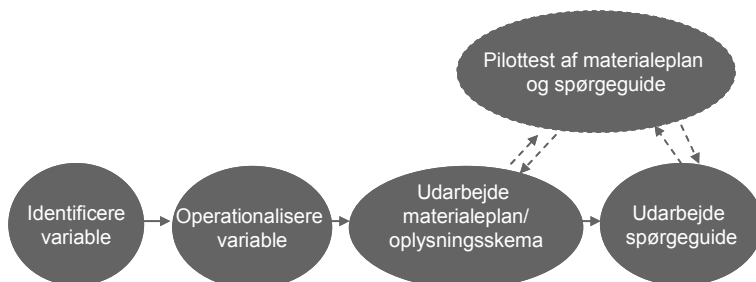 Pilottest af materialeplan
og spørgeguide
Identificere
variable
Operationalisere
variable
Udarbejde
materialeplan/
oplysningsskema
Udarbejde
spørgeguide